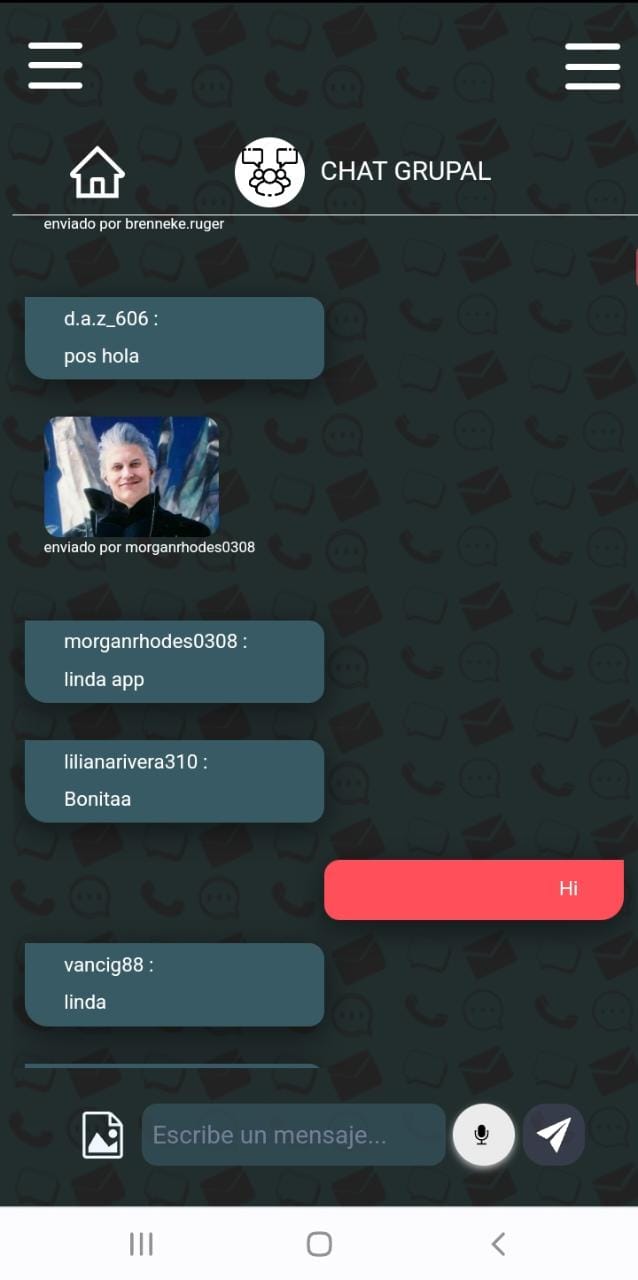 CHAT GRUPAL
enviado por brenneke.ruger
d.a.z_606 :
pos hola
enviado por morganrhodes0308
morganrhodes0308 :
linda app
lilianarivera310 :
Bonitaa
Hi
vancig88 :
linda
Escribe un mensaje...